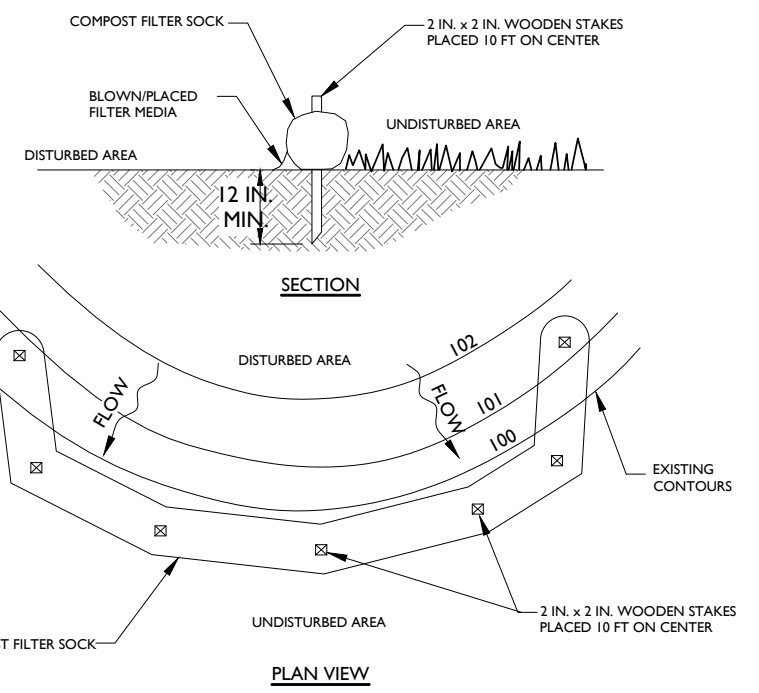 COMPOST FILTER SOCK
2 IN. x 2 IN. WOODEN STAKES
PLACED 10 FT ON CENTER
BLOWN/PLACED
FILTER MEDIA
UNDISTURBED AREA
DISTURBED AREA
12 IN.
MIN.
SECTION
102
DISTURBED AREA
FLOW
FLOW
101
100
EXISTING
CONTOURS
2 IN. x 2 IN. WOODEN STAKES
PLACED 10 FT ON CENTER
UNDISTURBED AREA
FILTER SOCK
PLAN VIEW